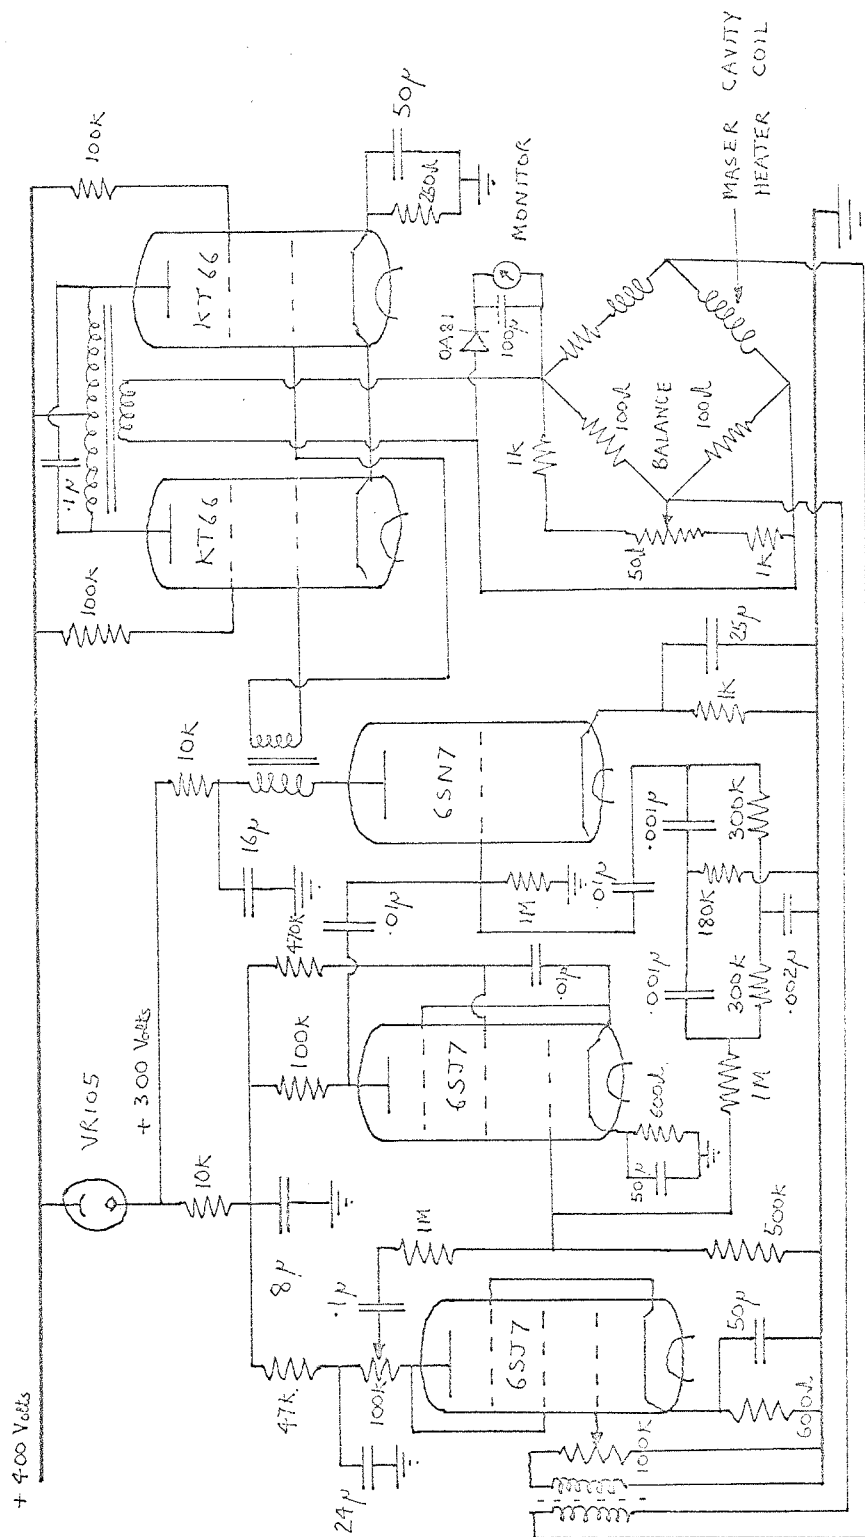 + 400 Volts
VR105
+ 300 Volts
10K
8µ
47K
24µ
100K
.1µ
1M
6SJ7
100K
600Ω
50µ
500K
100K
470K
6SJ7
.01µ
600Ω
50µ
.01µ
1M
1M
.001µ
.001µ
300K
300K
180K
.002µ
.01µ
16µ
10K
6SN7
1K
25µ
100K
KT66
.1µ
KT66
100K
50µ
250Ω
OA81
100µ
MONITOR
1K
50Ω
1K
100Ω
BALANCE
100Ω
MASER CAVITY
HEATER COIL